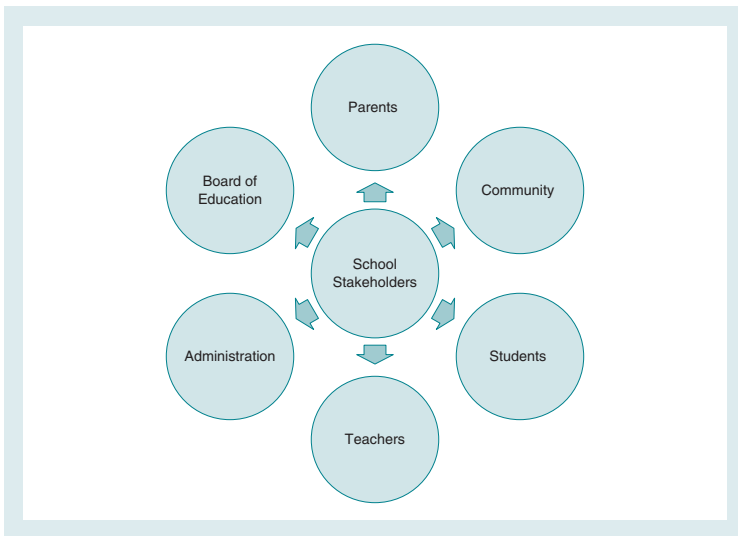 Parents
Board of
Education
Community
School
Stakeholders
Administration
Students
Teachers